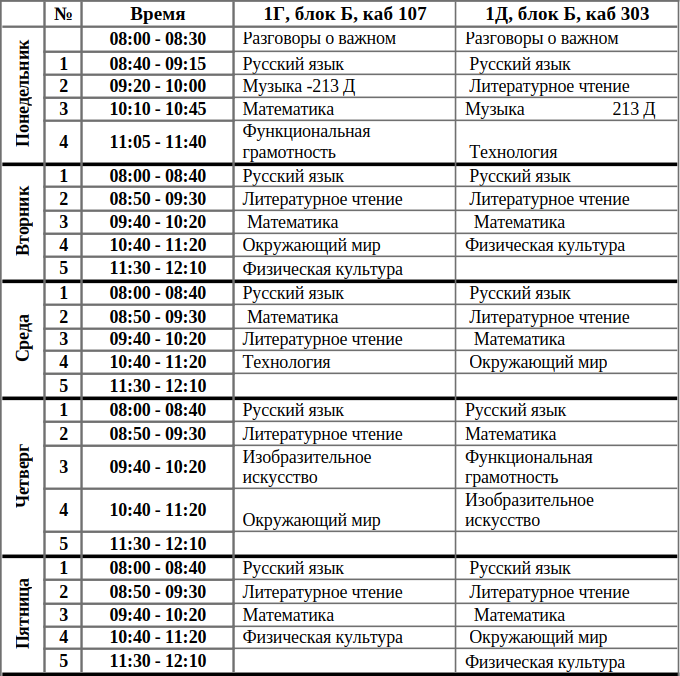 № Время 1Г, блок Б, каб 107 1Д, блок Б, каб 303
Понедельник
08:00 - 08:30 Разговоры о важном Разговоры о важном
1 08:40 - 09:15 Русский язык Русский язык
2 09:20 - 10:00 Музыка -213 Д Литературное чтение
3 10:10 - 10:45 Математика Музыка 213 Д
4 11:05 - 11:40 Функциональная
грамотность Технология
Вторник
1 08:00 - 08:40 Русский язык Русский язык
2 08:50 - 09:30 Литературное чтение Литературное чтение
3 09:40 - 10:20 Математика Математика
4 10:40 - 11:20 Окружающий мир Физическая культура
5 11:30 - 12:10 Физическая культура
Среда
1 08:00 - 08:40 Русский язык Русский язык
2 08:50 - 09:30 Математика Литературное чтение
3 09:40 - 10:20 Литературное чтение Математика
4 10:40 - 11:20 Технология Окружающий мир
5 11:30 - 12:10
Четверг
1 08:00 - 08:40 Русский язык Русский язык
2 08:50 - 09:30 Литературное чтение Математика
3 09:40 - 10:20 Изобразительное Функциональная
искусство грамотность
4 10:40 - 11:20 Изобразительное
Окружающий мир искусство
5 11:30 - 12:10
Пятница
1 08:00 - 08:40 Русский язык Русский язык
2 08:50 - 09:30 Литературное чтение Литературное чтение
3 09:40 - 10:20 Математика Математика
4 10:40 - 11:20 Физическая культура Окружающий мир
5 11:30 - 12:10 Физическая культура